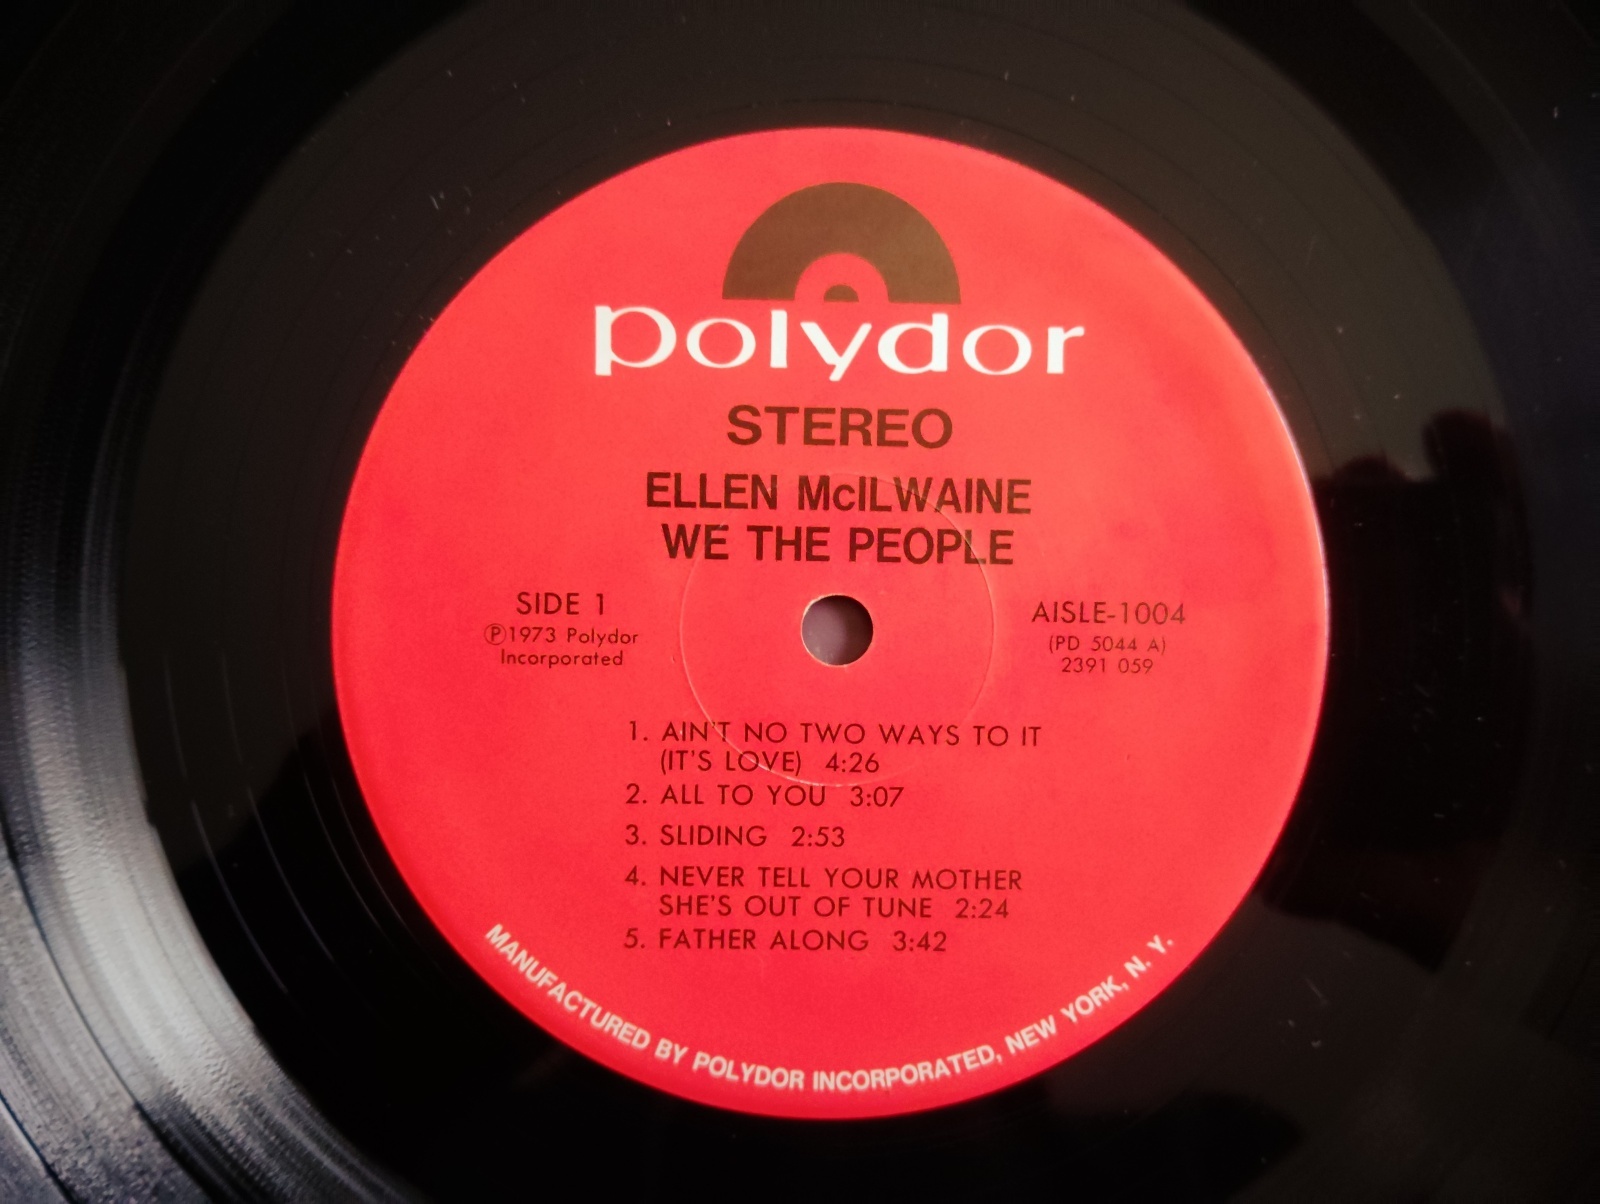 polydor
STEREO
ELLEN McILWAINE
WE THE PEOPLE
SIDE 1
Ⓟ1973 Polydor
Incorporated
AISLE-1004
(PD 5044 A)
2391 059
1. AIN'T NO TWO WAYS TO IT
(IT'S LOVE) 4:26
2. ALL TO YOU 3:07
3. SLIDING 2:53
4. NEVER TELL YOUR MOTHER
SHE'S OUT OF TUNE 2:24
5. FATHER ALONG 3:42
MANUFACTURED BY POLYDOR INCORPORATED, NEW YORK, N. Y.